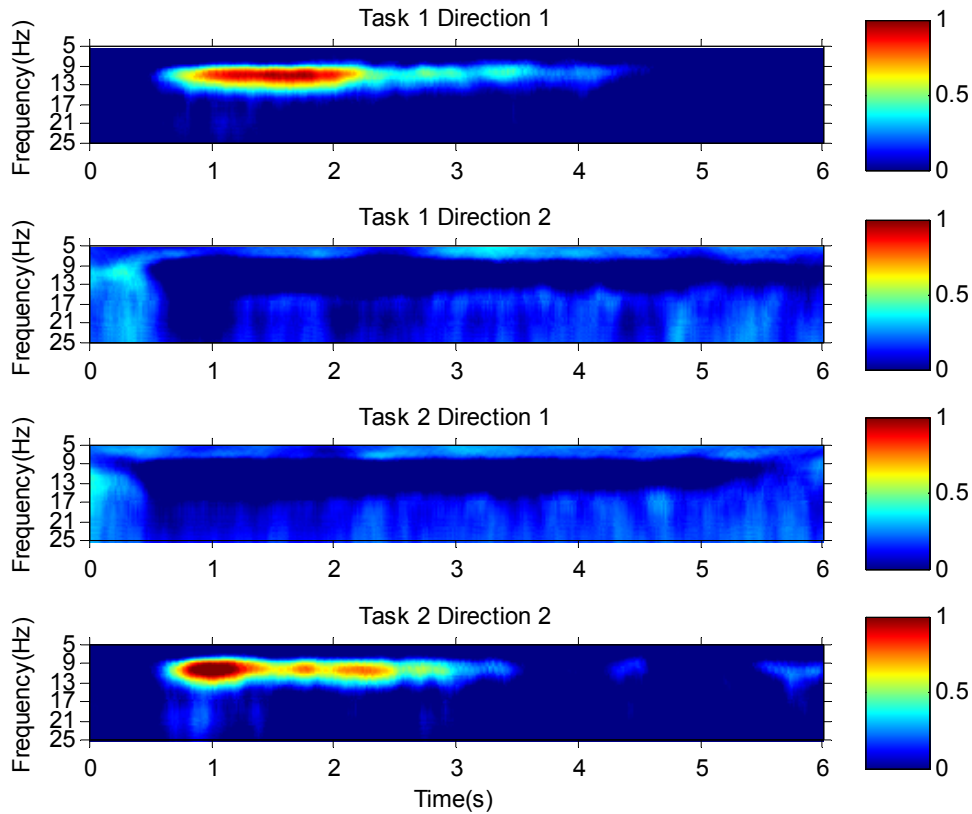 Task 1 Direction 1
Frequency(Hz)
5
9
13
17
21
25
0 1 2 3 4 5 6
1
0.5
0
Task 1 Direction 2
Frequency(Hz)
5
9
13
17
21
25
0 1 2 3 4 5 6
1
0.5
0
Task 2 Direction 1
Frequency(Hz)
5
9
13
17
21
25
0 1 2 3 4 5 6
1
0.5
0
Task 2 Direction 2
Frequency(Hz)
5
9
13
17
21
25
0 1 2 3 4 5 6
Time(s)
1
0.5
0